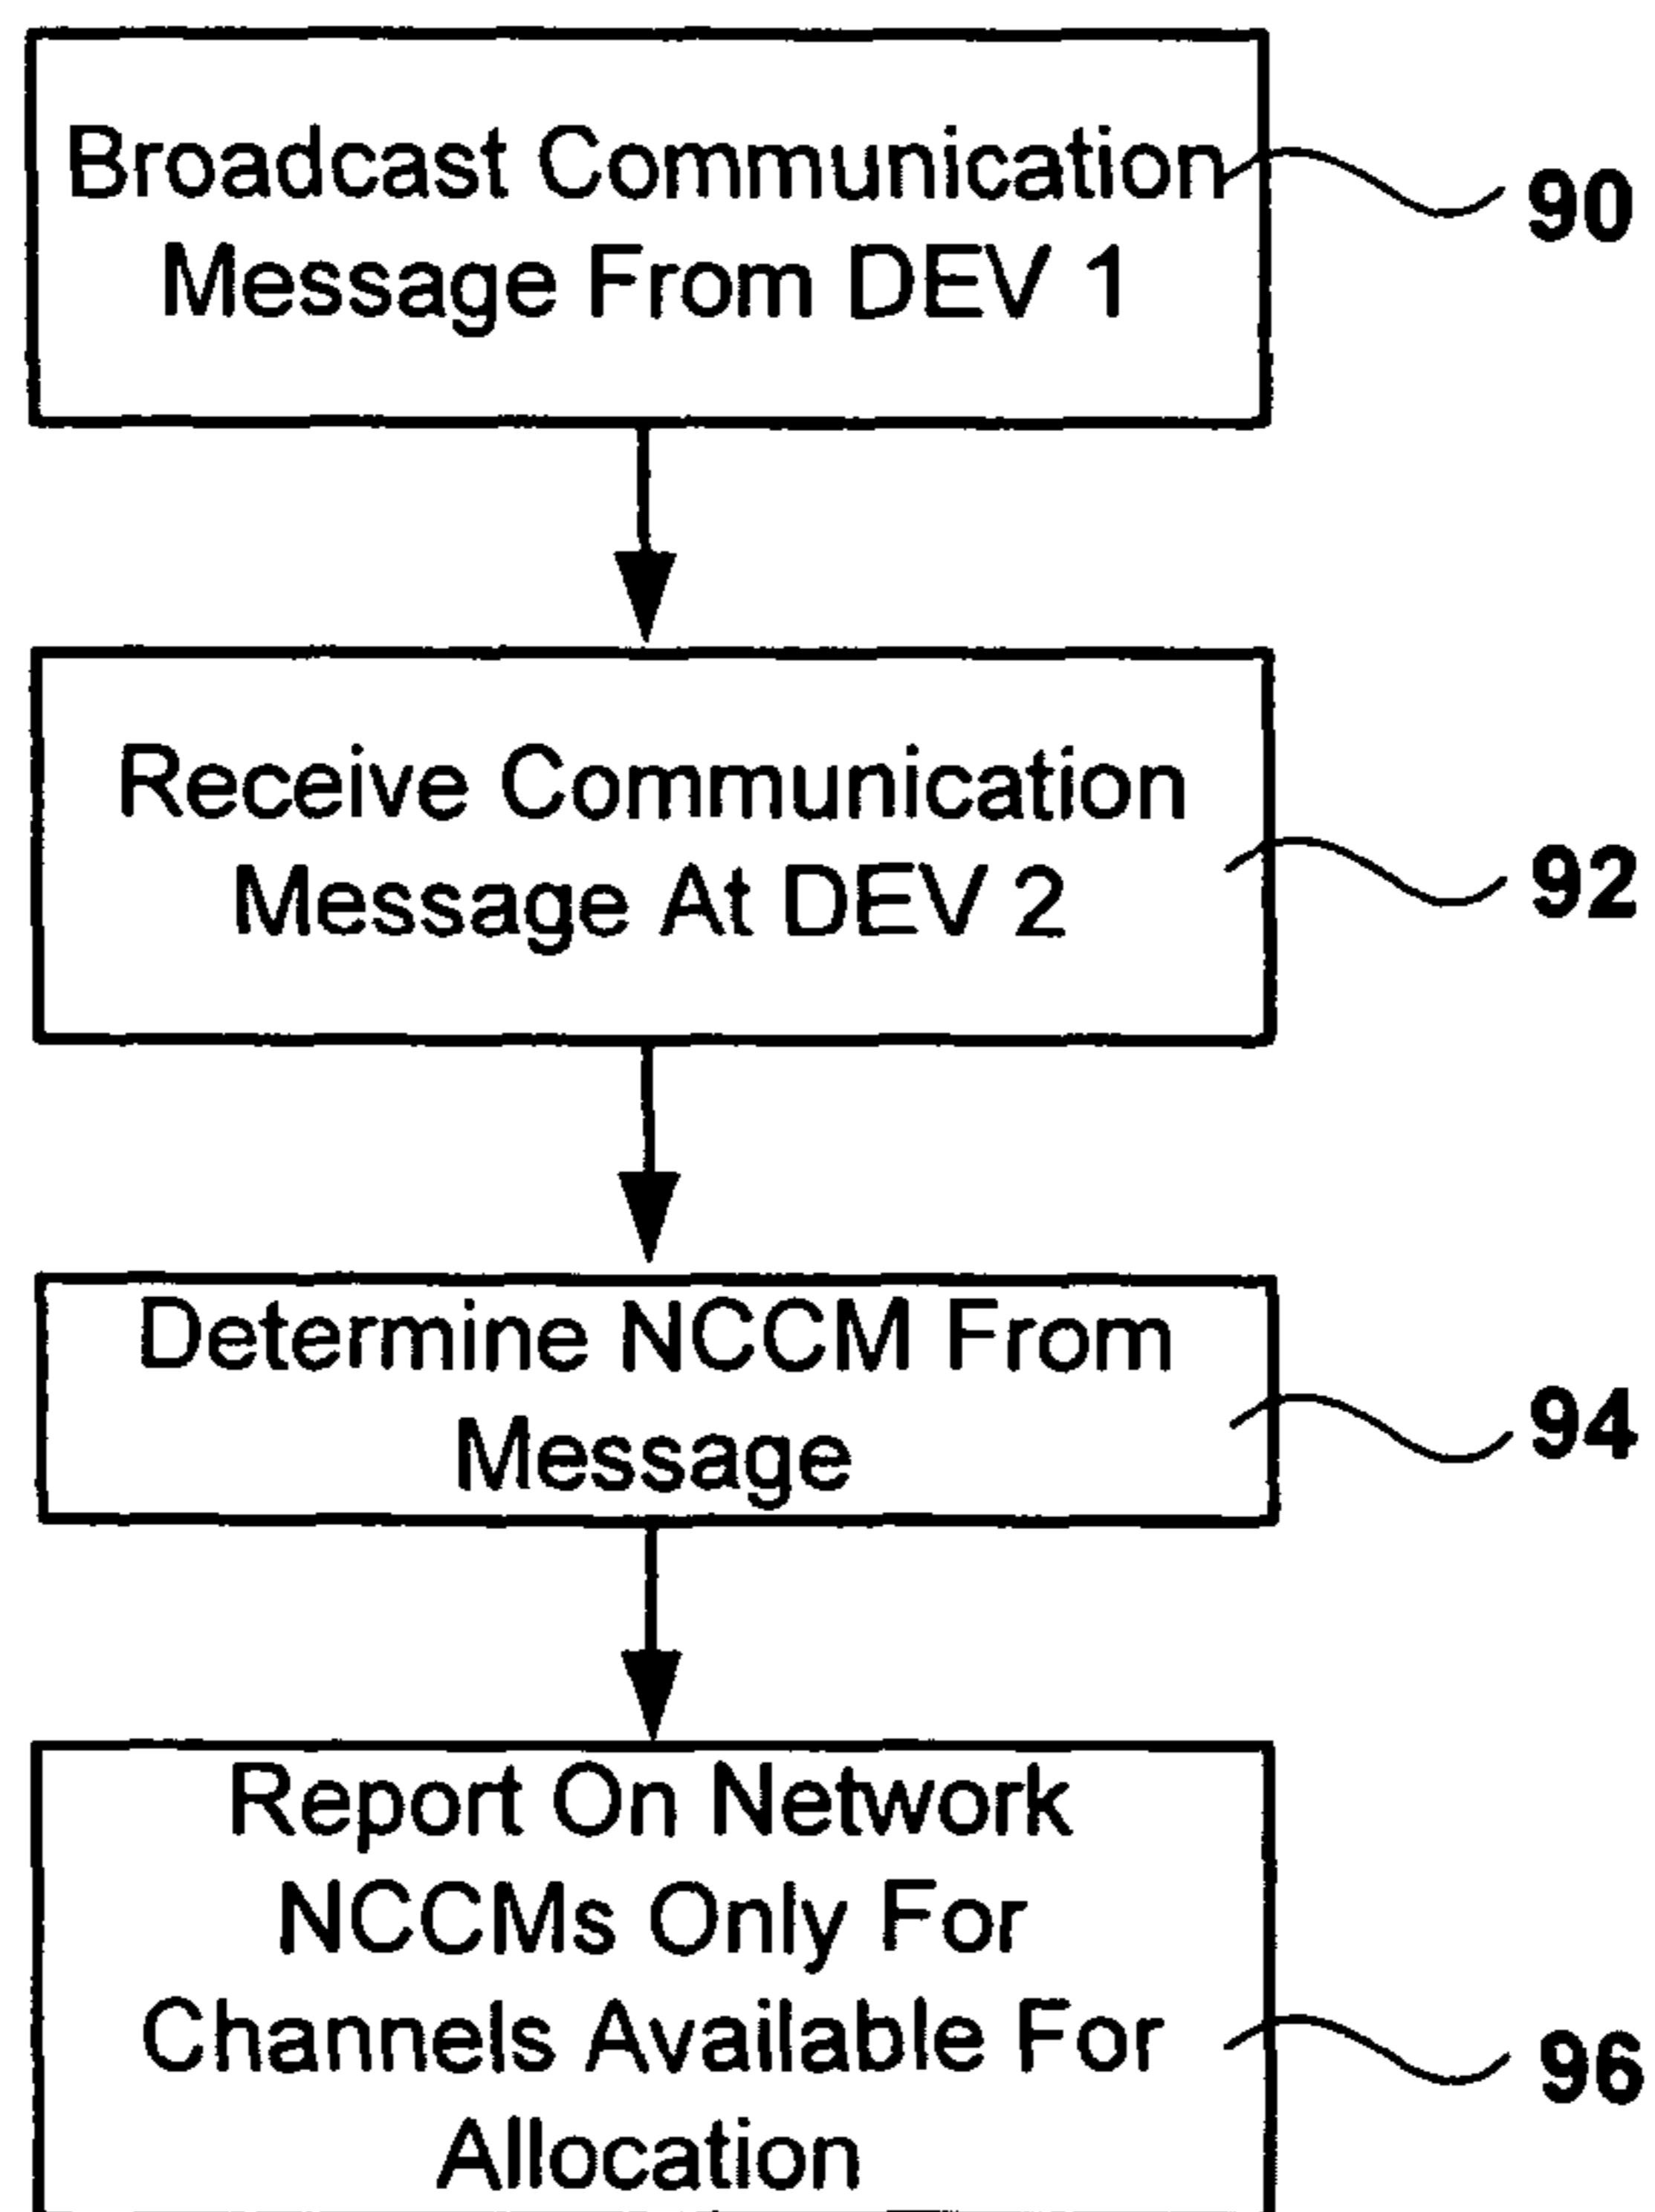 Broadcast Communication
Message From DEV 1
90
Receive Communication
Message At DEV 2
92
Determine NCCM From
Message
94
Report On Network
NCCMs Only For
Channels Available For
Allocation
96